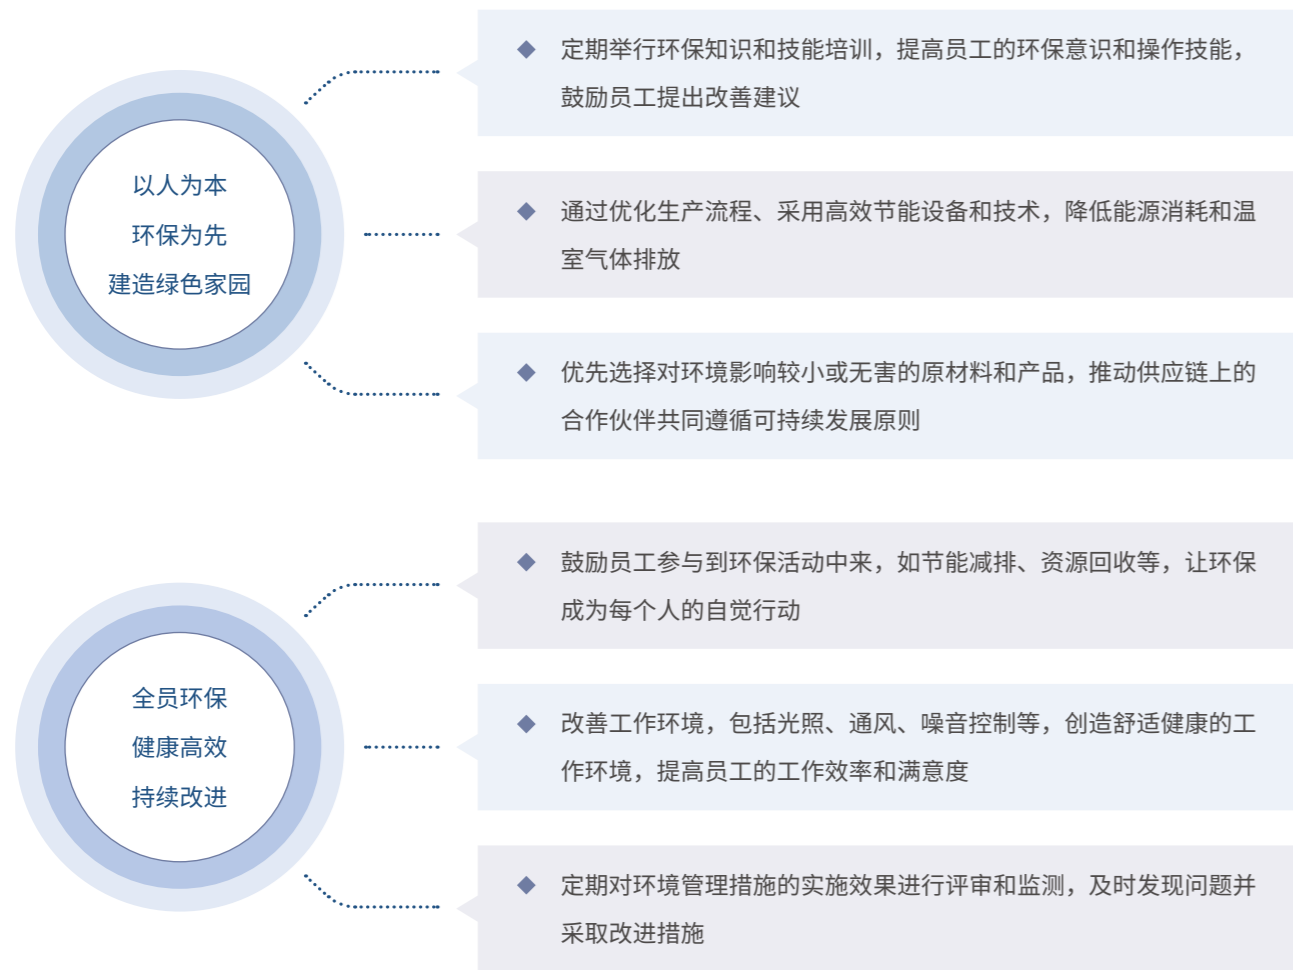 以人为本
环保为先
建造绿色家园
定期举行环保知识和技能培训，提高员工的环保意识和操作技能，
鼓励员工提出改善建议
通过优化生产流程、采用高效节能设备和技术，降低能源消耗和温
室气体排放
优先选择对环境影响较小或无害的原材料和产品，推动供应链上的
合作伙伴共同遵循可持续发展原则
全员环保
健康高效
持续改进
鼓励员工参与到环保活动中来，如节能减排、资源回收等，让环保
成为每个人的自觉行动
改善工作环境，包括光照、通风、噪音控制等，创造舒适健康的工
作环境，提高员工的工作效率和满意度
定期对环境管理措施的实施效果进行评审和监测，及时发现问题并
采取改进措施